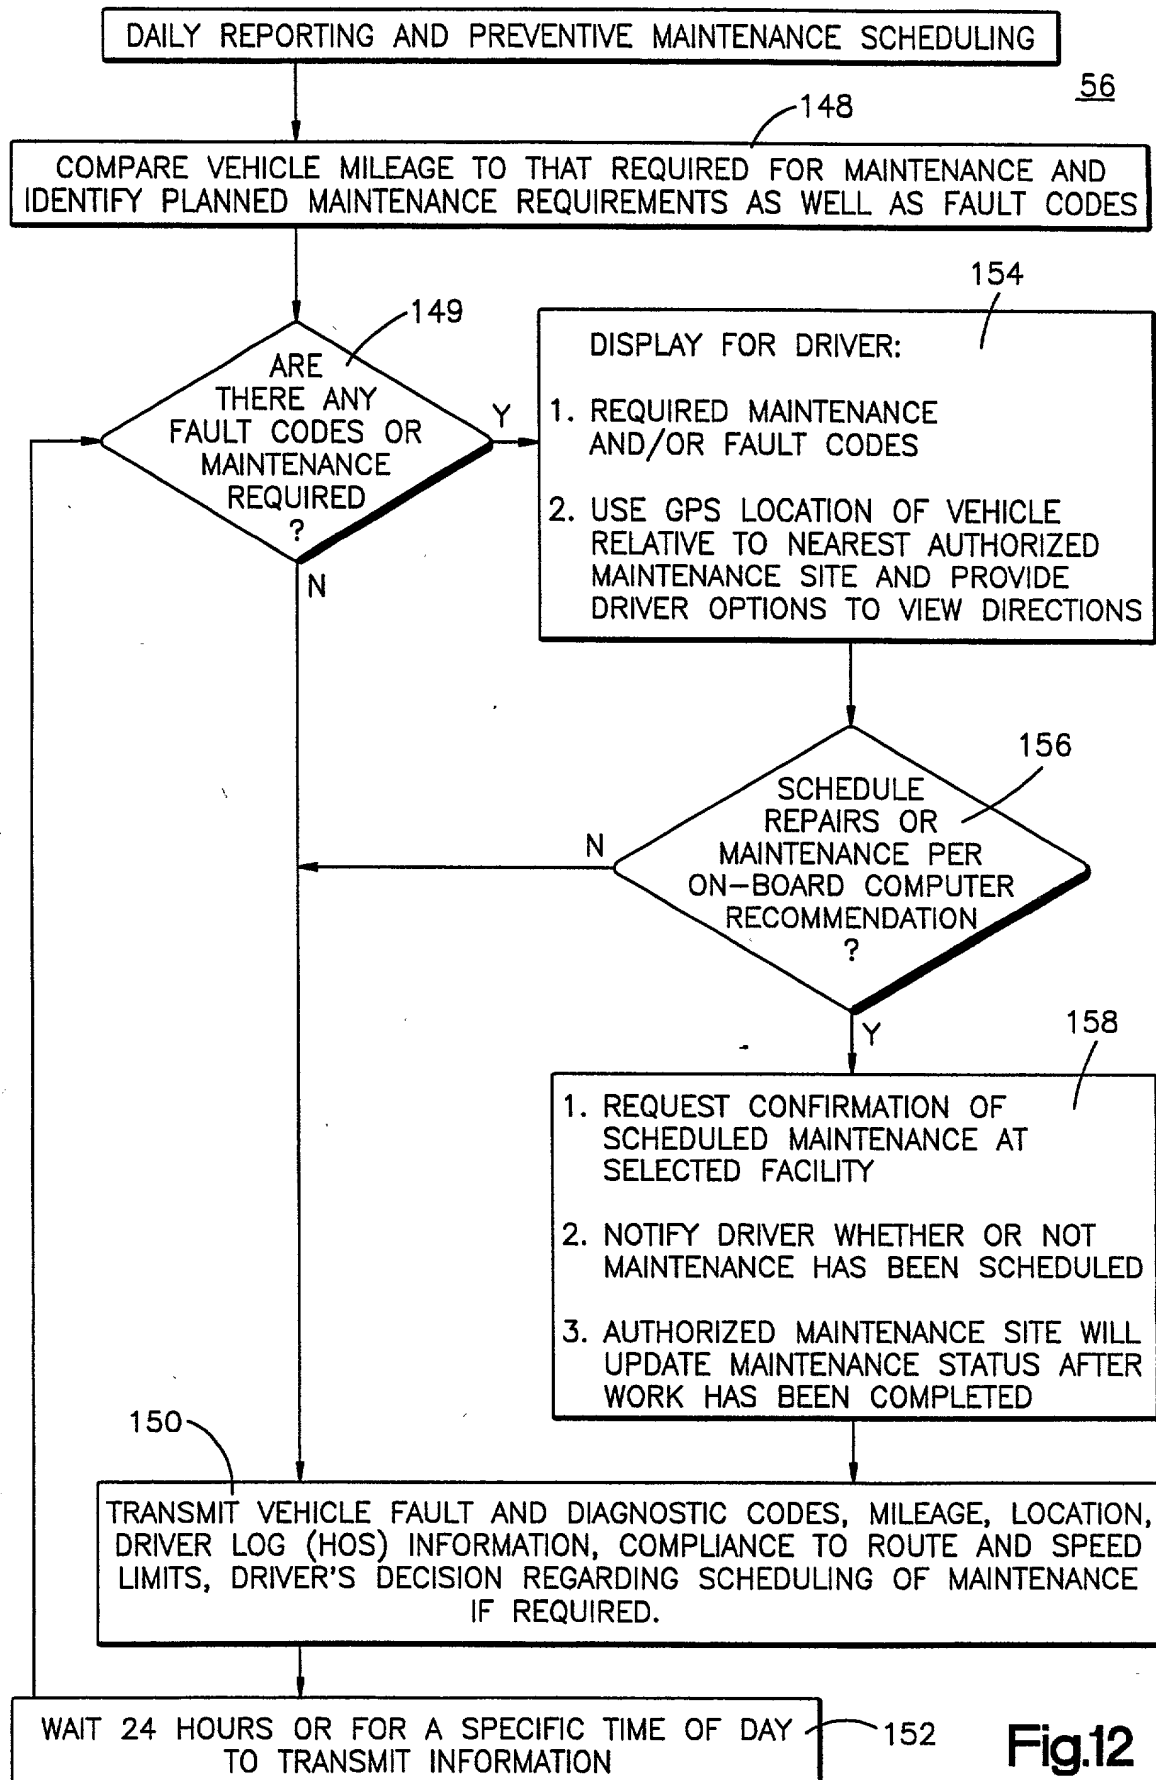 DAILY REPORTING AND PREVENTIVE MAINTENANCE SCHEDULING
56
148
COMPARE VEHICLE MILEAGE TO THAT REQUIRED FOR MAINTENANCE AND
IDENTIFY PLANNED MAINTENANCE REQUIREMENTS AS WELL AS FAULT CODES
149
ARE
THERE ANY
FAULT CODES OR
MAINTENANCE
REQUIRED
?
Y
N
154
DISPLAY FOR DRIVER:
1. REQUIRED MAINTENANCE
AND/OR FAULT CODES
2. USE GPS LOCATION OF VEHICLE
RELATIVE TO NEAREST AUTHORIZED
MAINTENANCE SITE AND PROVIDE
DRIVER OPTIONS TO VIEW DIRECTIONS
156
SCHEDULE
REPAIRS OR
MAINTENANCE PER
ON-BOARD COMPUTER
RECOMMENDATION
?
N
Y
158
1. REQUEST CONFIRMATION OF
SCHEDULED MAINTENANCE AT
SELECTED FACILITY
2. NOTIFY DRIVER WHETHER OR NOT
MAINTENANCE HAS BEEN SCHEDULED
3. AUTHORIZED MAINTENANCE SITE WILL
UPDATE MAINTENANCE STATUS AFTER
WORK HAS BEEN COMPLETED
150
TRANSMIT VEHICLE FAULT AND DIAGNOSTIC CODES, MILEAGE, LOCATION,
DRIVER LOG (HOS) INFORMATION, COMPLIANCE TO ROUTE AND SPEED
LIMITS, DRIVER'S DECISION REGARDING SCHEDULING OF MAINTENANCE
IF REQUIRED.
WAIT 24 HOURS OR FOR A SPECIFIC TIME OF DAY
TO TRANSMIT INFORMATION
152
Fig.12